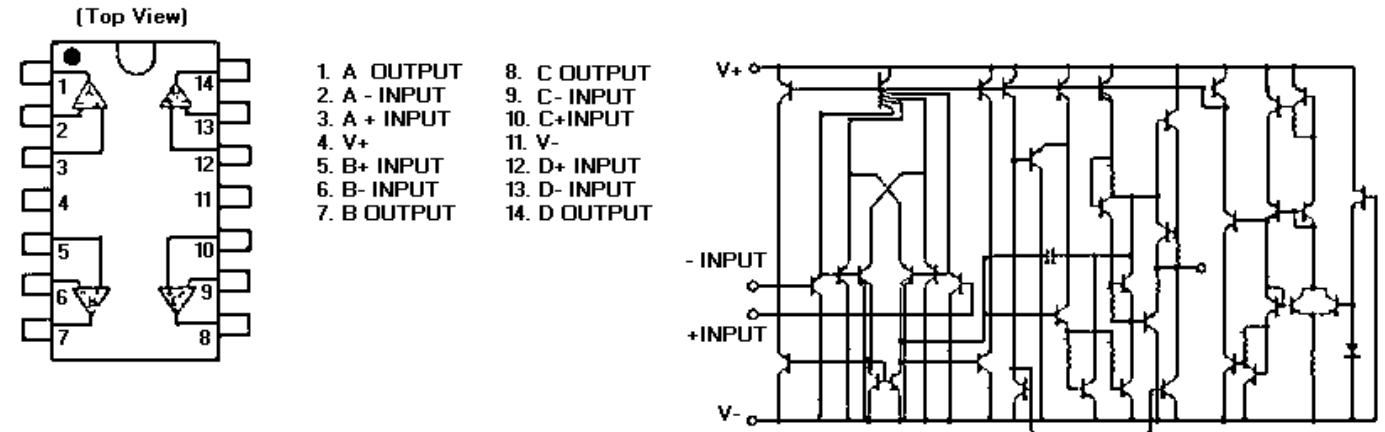 (Top View)
1
2
3
4
5
6
7
14
13
12
11
10
9
8
1. A OUTPUT
2. A - INPUT
3. A + INPUT
4. V+
5. B+ INPUT
6. B- INPUT
7. B OUTPUT
8. C OUTPUT
9. C- INPUT
10. C+INPUT
11. V-
12. D+ INPUT
13. D- INPUT
14. D OUTPUT
V+
- INPUT
+INPUT
V-